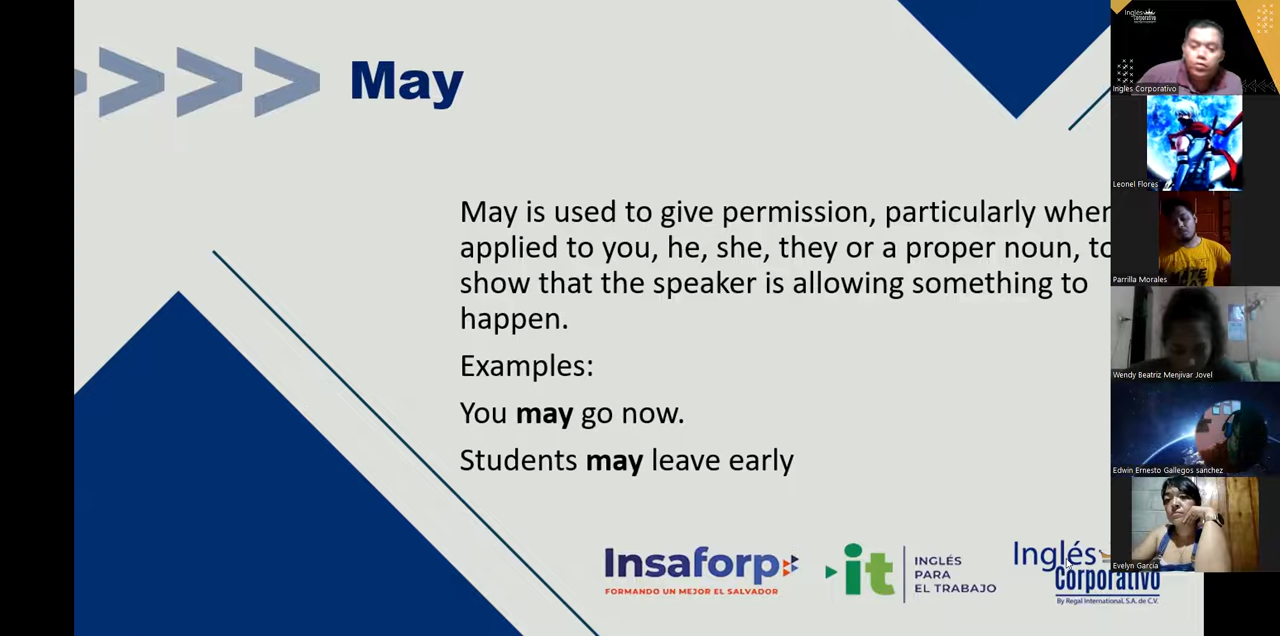 May
May is used to give permission, particularly when
applied to you, he, she, they or a proper noun, to
show that the speaker is allowing something to
happen.
Examples:
You may go now.
Students may leave early
Insaforp
FORMANDO UN MEJOR EL SALVADOR
it
INGLÉS
PARA
EL TRABAJO
Inglés
Corporativo
By Regal International, S.A. de C.V.
Inglés
Corporativo
Ingles Corporativo
Leonel Flores
Parrilla Morales
Wendy Beatriz Menjivar Jovel
Edwin Ernesto Gallegos sanchez
Evelyn García